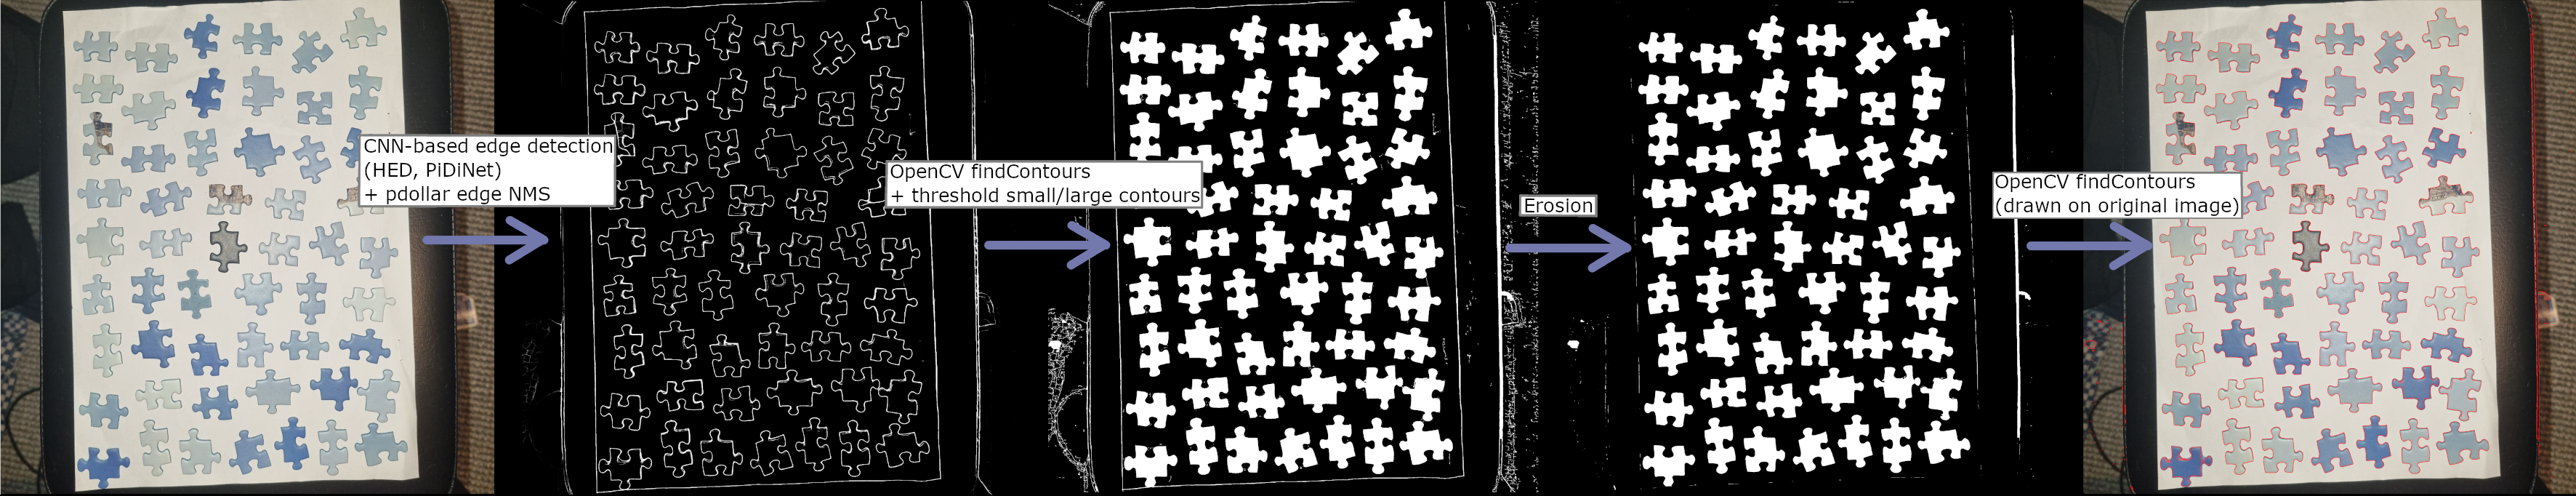 CNN-based edge detection
(HED, PiDiNet)
+ pdollar edge NMS
OpenCV findContours
+ threshold small/large contours
Erosion
OpenCV findContours
(drawn on original image)